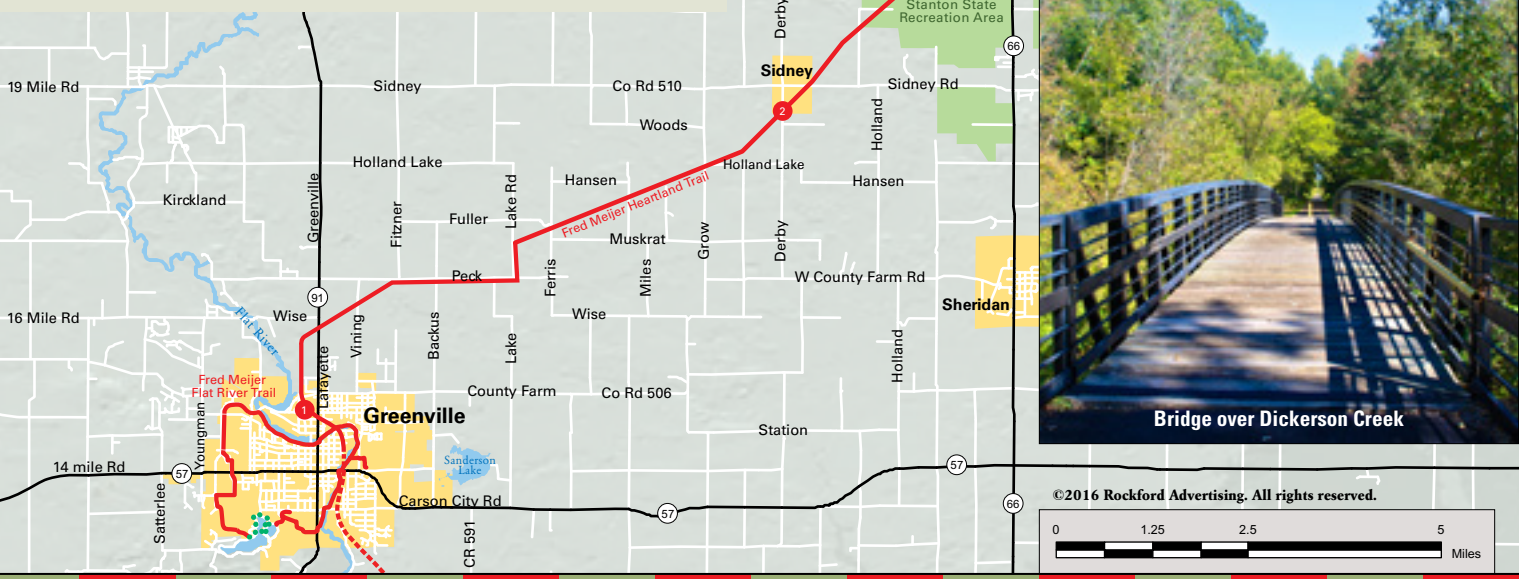 Stanton State
Recreation Area
Derby
66
Sidney
19 Mile Rd
Sidney
Co Rd 510
Sidney Rd
2
Woods
Holland
Holland Lake
Holland Lake
Hansen
Hansen
Fred Meijer Heartland Trail
Kirckland
Greenville
Fitzner
Fuller
Lake Rd
Muskrat
Grow
Derby
Peck
Ferris
Miles
W County Farm Rd
91
Sheridan
16 Mile Rd
Flat River
Wise
Vining
Backus
Lake
Wise
Holland
Lafayette
Fred Meijer
Flat River Trail
County Farm
Co Rd 506
1
Greenville
Youngman
Station
14 mile Rd
57
Sanderson
Lake
57
Satterlee
Carson City Rd
57
CR 591
66
Bridge over Dickerson Creek
©2016 Rockford Advertising. All rights reserved.
0 1.25 2.5 5
Miles